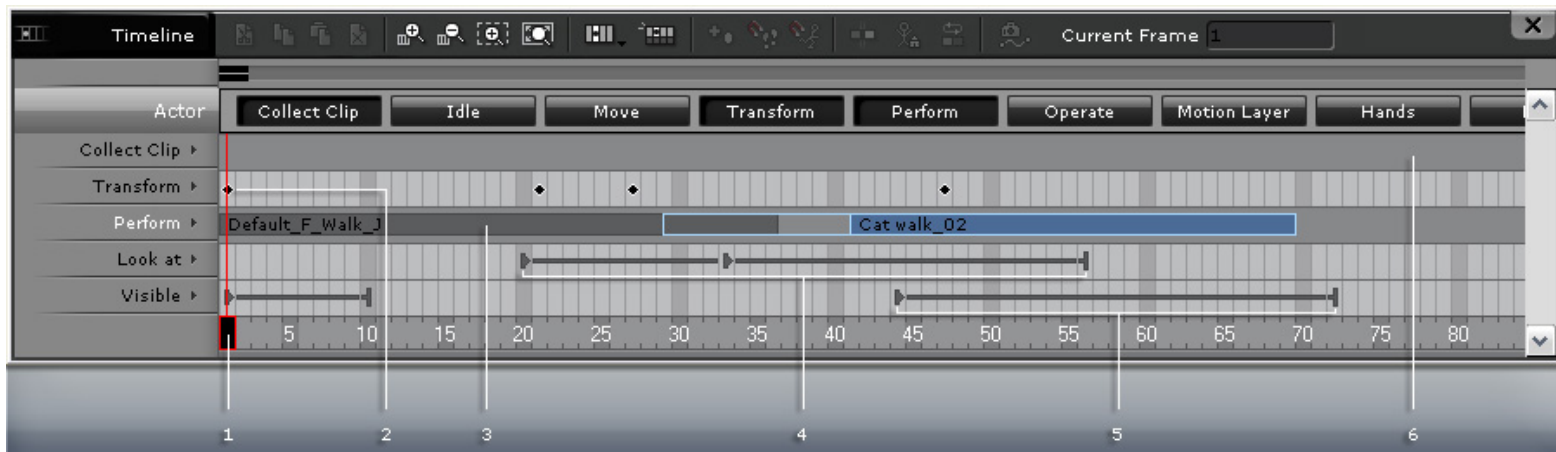 Timeline
Current Frame 1
Actor Collect Clip Idle Move Transform Perform Operate Motion Layer Hands
Collect Clip
Transform
Perform Default_F_Walk_J Cat walk_02
Look at
Visible
5 10 15 20 25 30 35 40 45 50 55 60 65 70 75 80
1 2 3 4 5 6